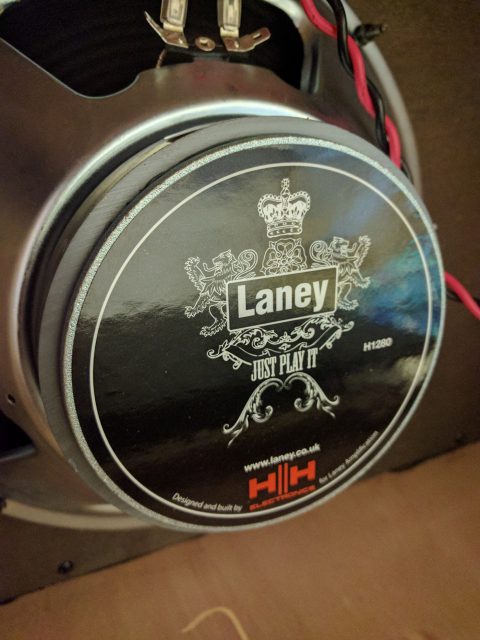 Laney
JUST PLAY IT
H1280
www.laney.co.uk
HH
ELECTRONICS
Designed and built by
for Laney Amplification